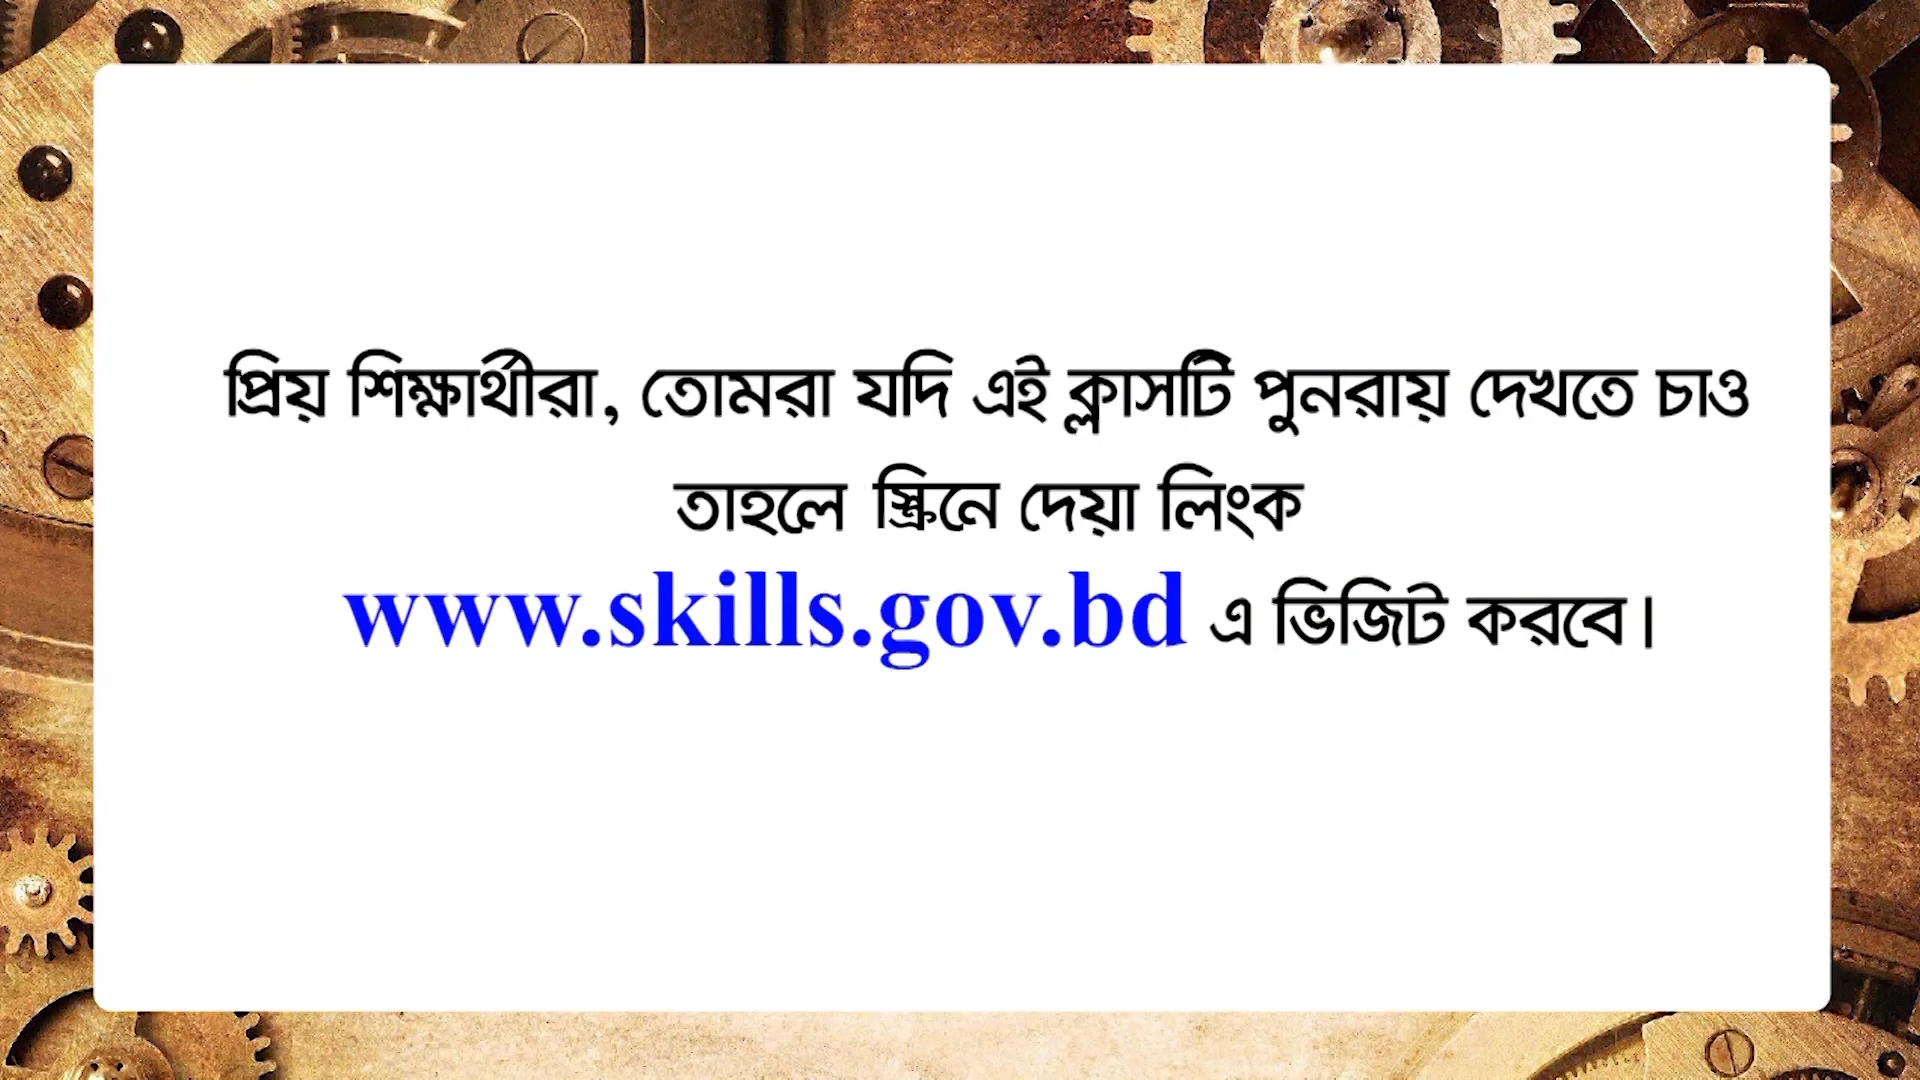 প্রিয় শিক্ষার্থীরা, তোমরা যদি এই ক্লাসটি পুনরায় দেখতে চাও
তাহলে স্ক্রিনে দেয়া লিংক
www.skills.gov.bd এ ভিজিট করবে।